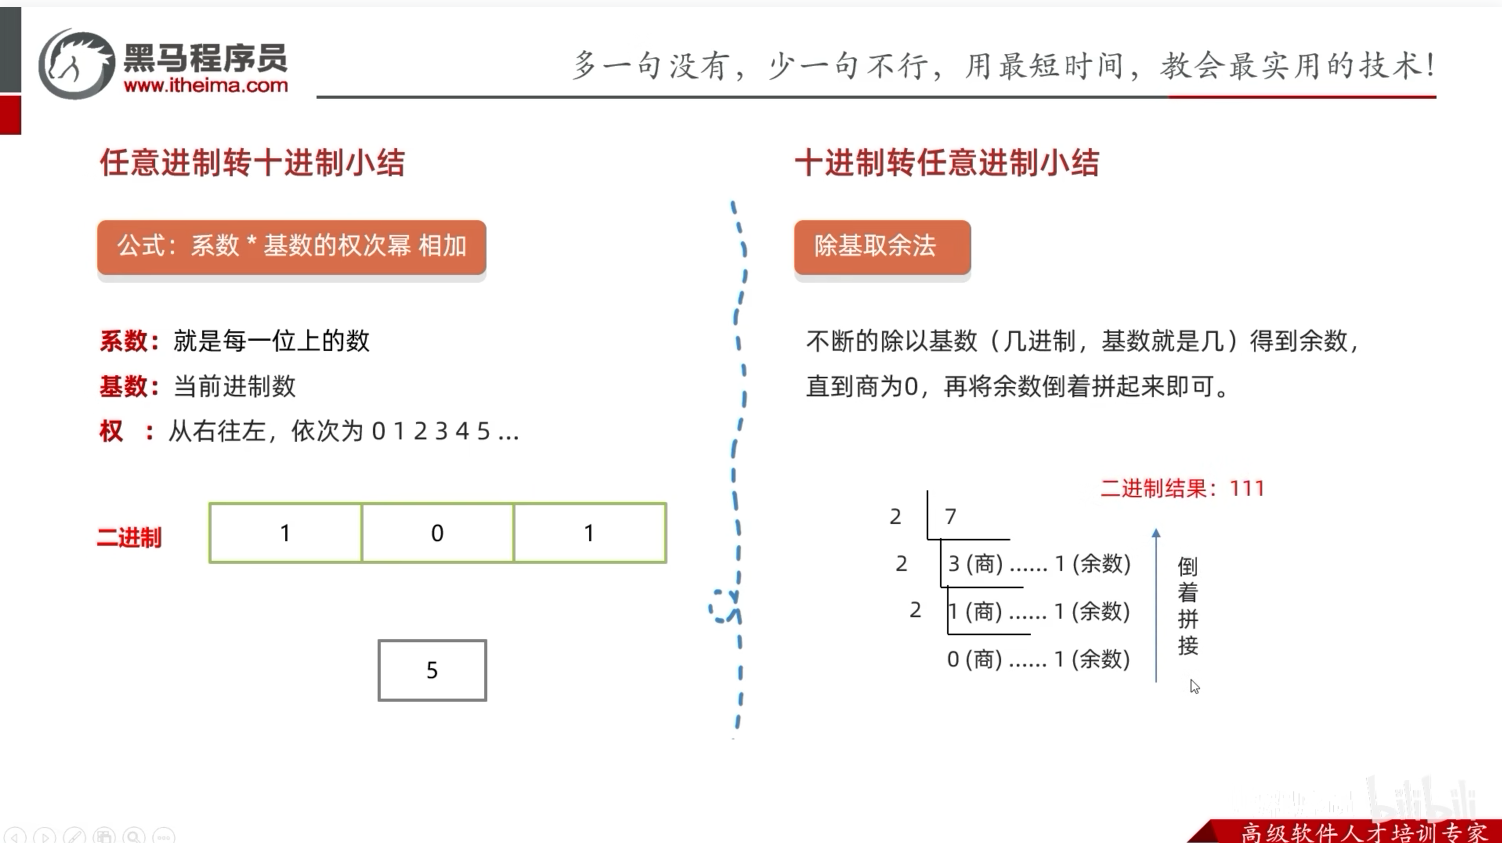 黑马程序员
www.itheima.com
多一句没有，少一句不行，用最短时间，教会最实用的技术！
任意进制转十进制小结
公式：系数 * 基数的权次幂 相加
系数：就是每一位上的数
基数：当前进制数
权 ：从右往左，依次为 0 1 2 3 4 5 ...
二进制 1 0 1
5
十进制转任意进制小结
除基取余法
不断的除以基数（几进制，基数就是几）得到余数，
直到商为0，再将余数倒着拼起来即可。
二进制结果：111
2 7
2 3 (商) …… 1 (余数)
2 1 (商) …… 1 (余数)
0 (商) …… 1 (余数)
倒着拼接
bilibili
高级软件人才培训专家